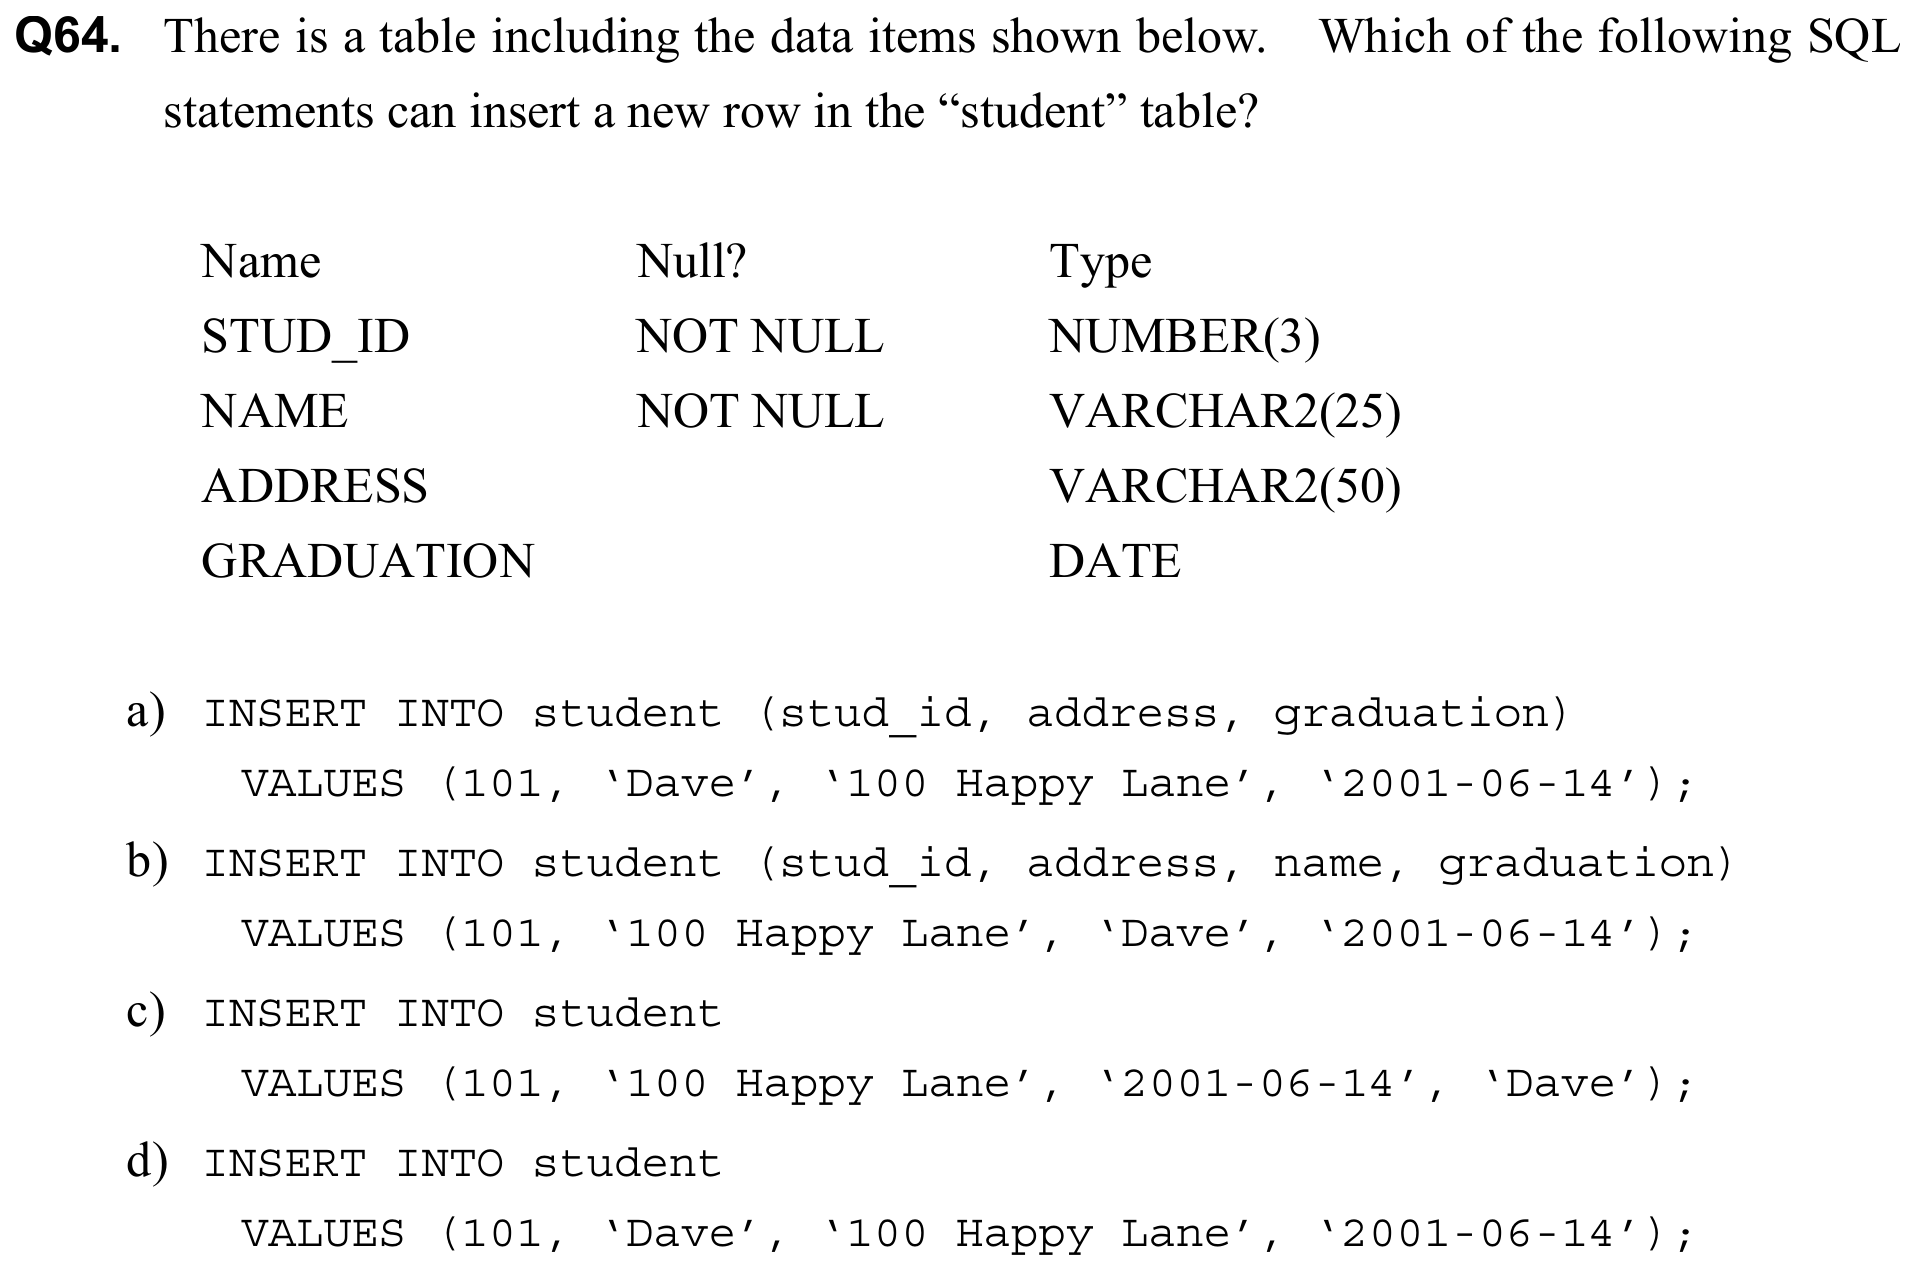 Q64. There is a table including the data items shown below. Which of the following SQL
statements can insert a new row in the “student” table?
Name Null? Type
STUD_ID NOT NULL NUMBER(3)
NAME NOT NULL VARCHAR2(25)
ADDRESS VARCHAR2(50)
GRADUATION DATE
a) INSERT INTO student (stud_id, address, graduation)
VALUES (101, ‘Dave’, ‘100 Happy Lane’, ‘2001-06-14’);
b) INSERT INTO student (stud_id, address, name, graduation)
VALUES (101, ‘100 Happy Lane’, ‘Dave’, ‘2001-06-14’);
c) INSERT INTO student
VALUES (101, ‘100 Happy Lane’, ‘2001-06-14’, ‘Dave’);
d) INSERT INTO student
VALUES (101, ‘Dave’, ‘100 Happy Lane’, ‘2001-06-14’);